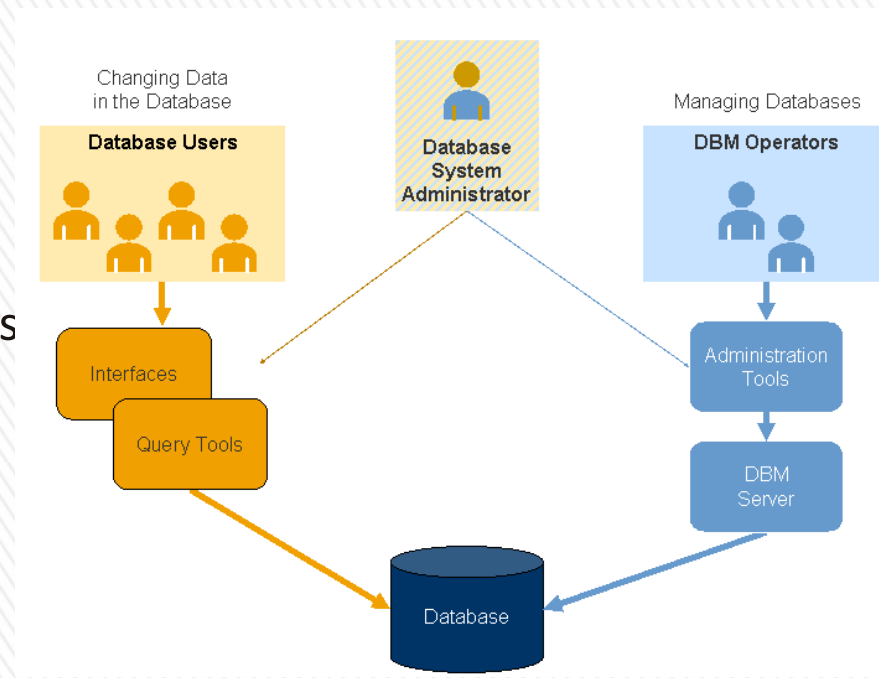 Changing Data
in the Database
Database Users
Database
System
Administrator
Managing Databases
DBM Operators
s
Interfaces
Query Tools
Administration
Tools
DBM
Server
Database